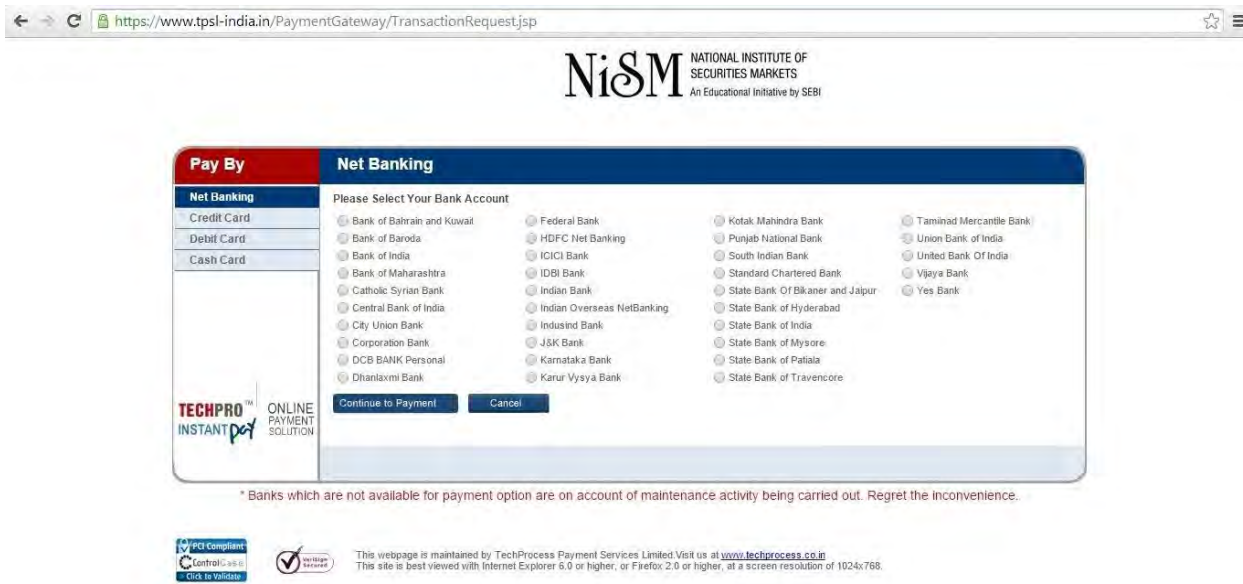 https://www.tpsl-india.in/PaymentGateway/TransactionRequest.jsp
NiSM
NATIONAL INSTITUTE OF
SECURITIES MARKETS
An Educational Initiative by SEBI
Pay By
Net Banking
Credit Card
Debit Card
Cash Card
TECHPRO™
INSTANT pay
ONLINE
PAYMENT
SOLUTION
Net Banking
Please Select Your Bank Account
Bank of Bahrain and Kuwait
Bank of Baroda
Bank of India
Bank of Maharashtra
Catholic Syrian Bank
Central Bank of India
City Union Bank
Corporation Bank
DCB BANK Personal
Dhanlaxmi Bank
Federal Bank
HDFC Net Banking
ICICI Bank
IDBI Bank
Indian Bank
Indian Overseas NetBanking
Indusind Bank
J&K Bank
Karnataka Bank
Karur Vysya Bank
Kotak Mahindra Bank
Punjab National Bank
South Indian Bank
Standard Chartered Bank
State Bank Of Bikaner and Jaipur
State Bank of Hyderabad
State Bank of India
State Bank of Mysore
State Bank of Patiala
State Bank of Travencore
Tamilnad Mercantile Bank
Union Bank of India
United Bank Of India
Vijaya Bank
Yes Bank
Continue to Payment
Cancel
* Banks which are not available for payment option are on account of maintenance activity being carried out. Regret the inconvenience.
PCI Compliant
ControlCase
Click to Validate
VeriSign
Secured
This webpage is maintained by TechProcess Payment Services Limited.Visit us at www.techprocess.co.in
This site is best viewed with Internet Explorer 6.0 or higher, or Firefox 2.0 or higher, at a screen resolution of 1024x768.